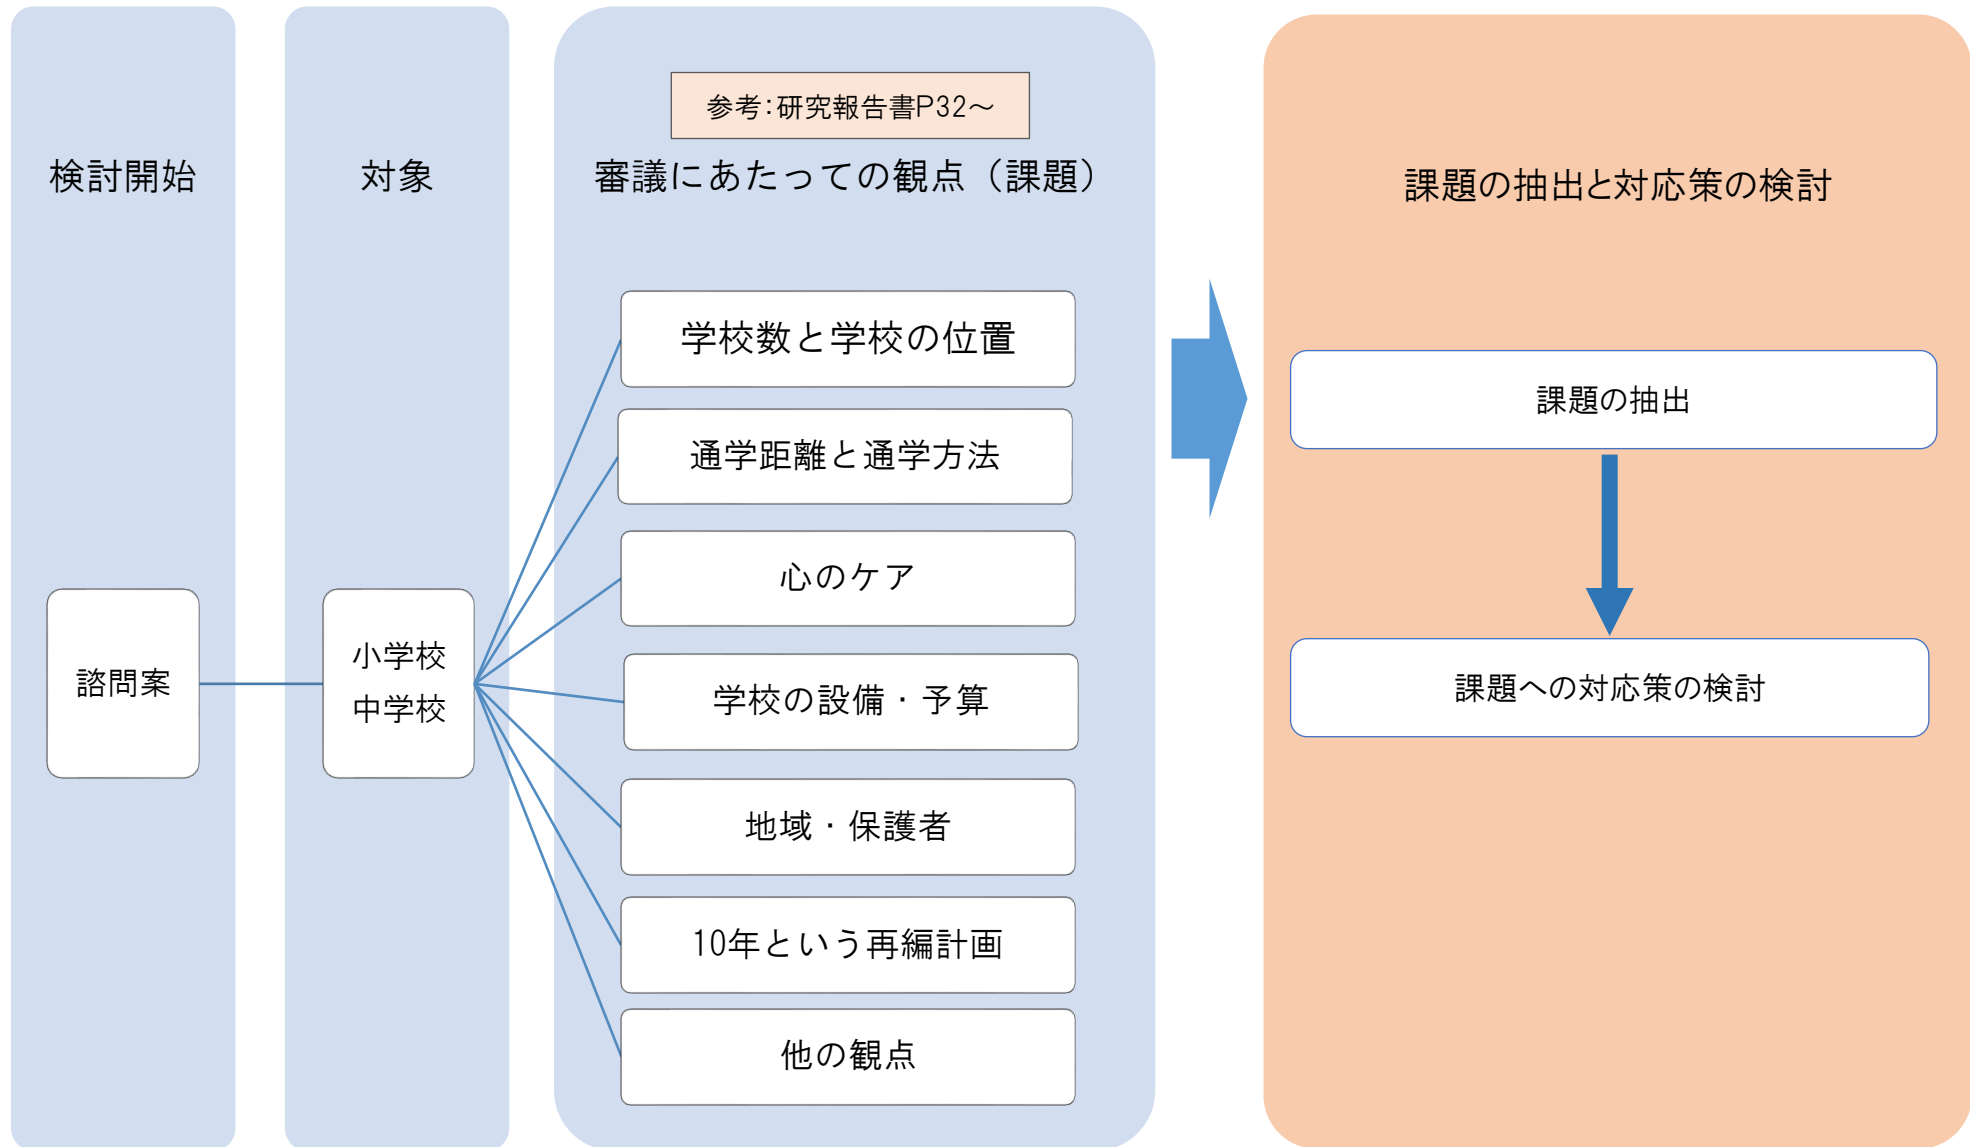 検討開始
対象
参考:研究報告書P32～
審議にあたっての観点（課題）
課題の抽出と対応策の検討
諮問案
小学校
中学校
学校数と学校の位置
通学距離と通学方法
心のケア
学校の設備・予算
地域・保護者
10年という再編計画
他の観点
課題の抽出
課題への対応策の検討